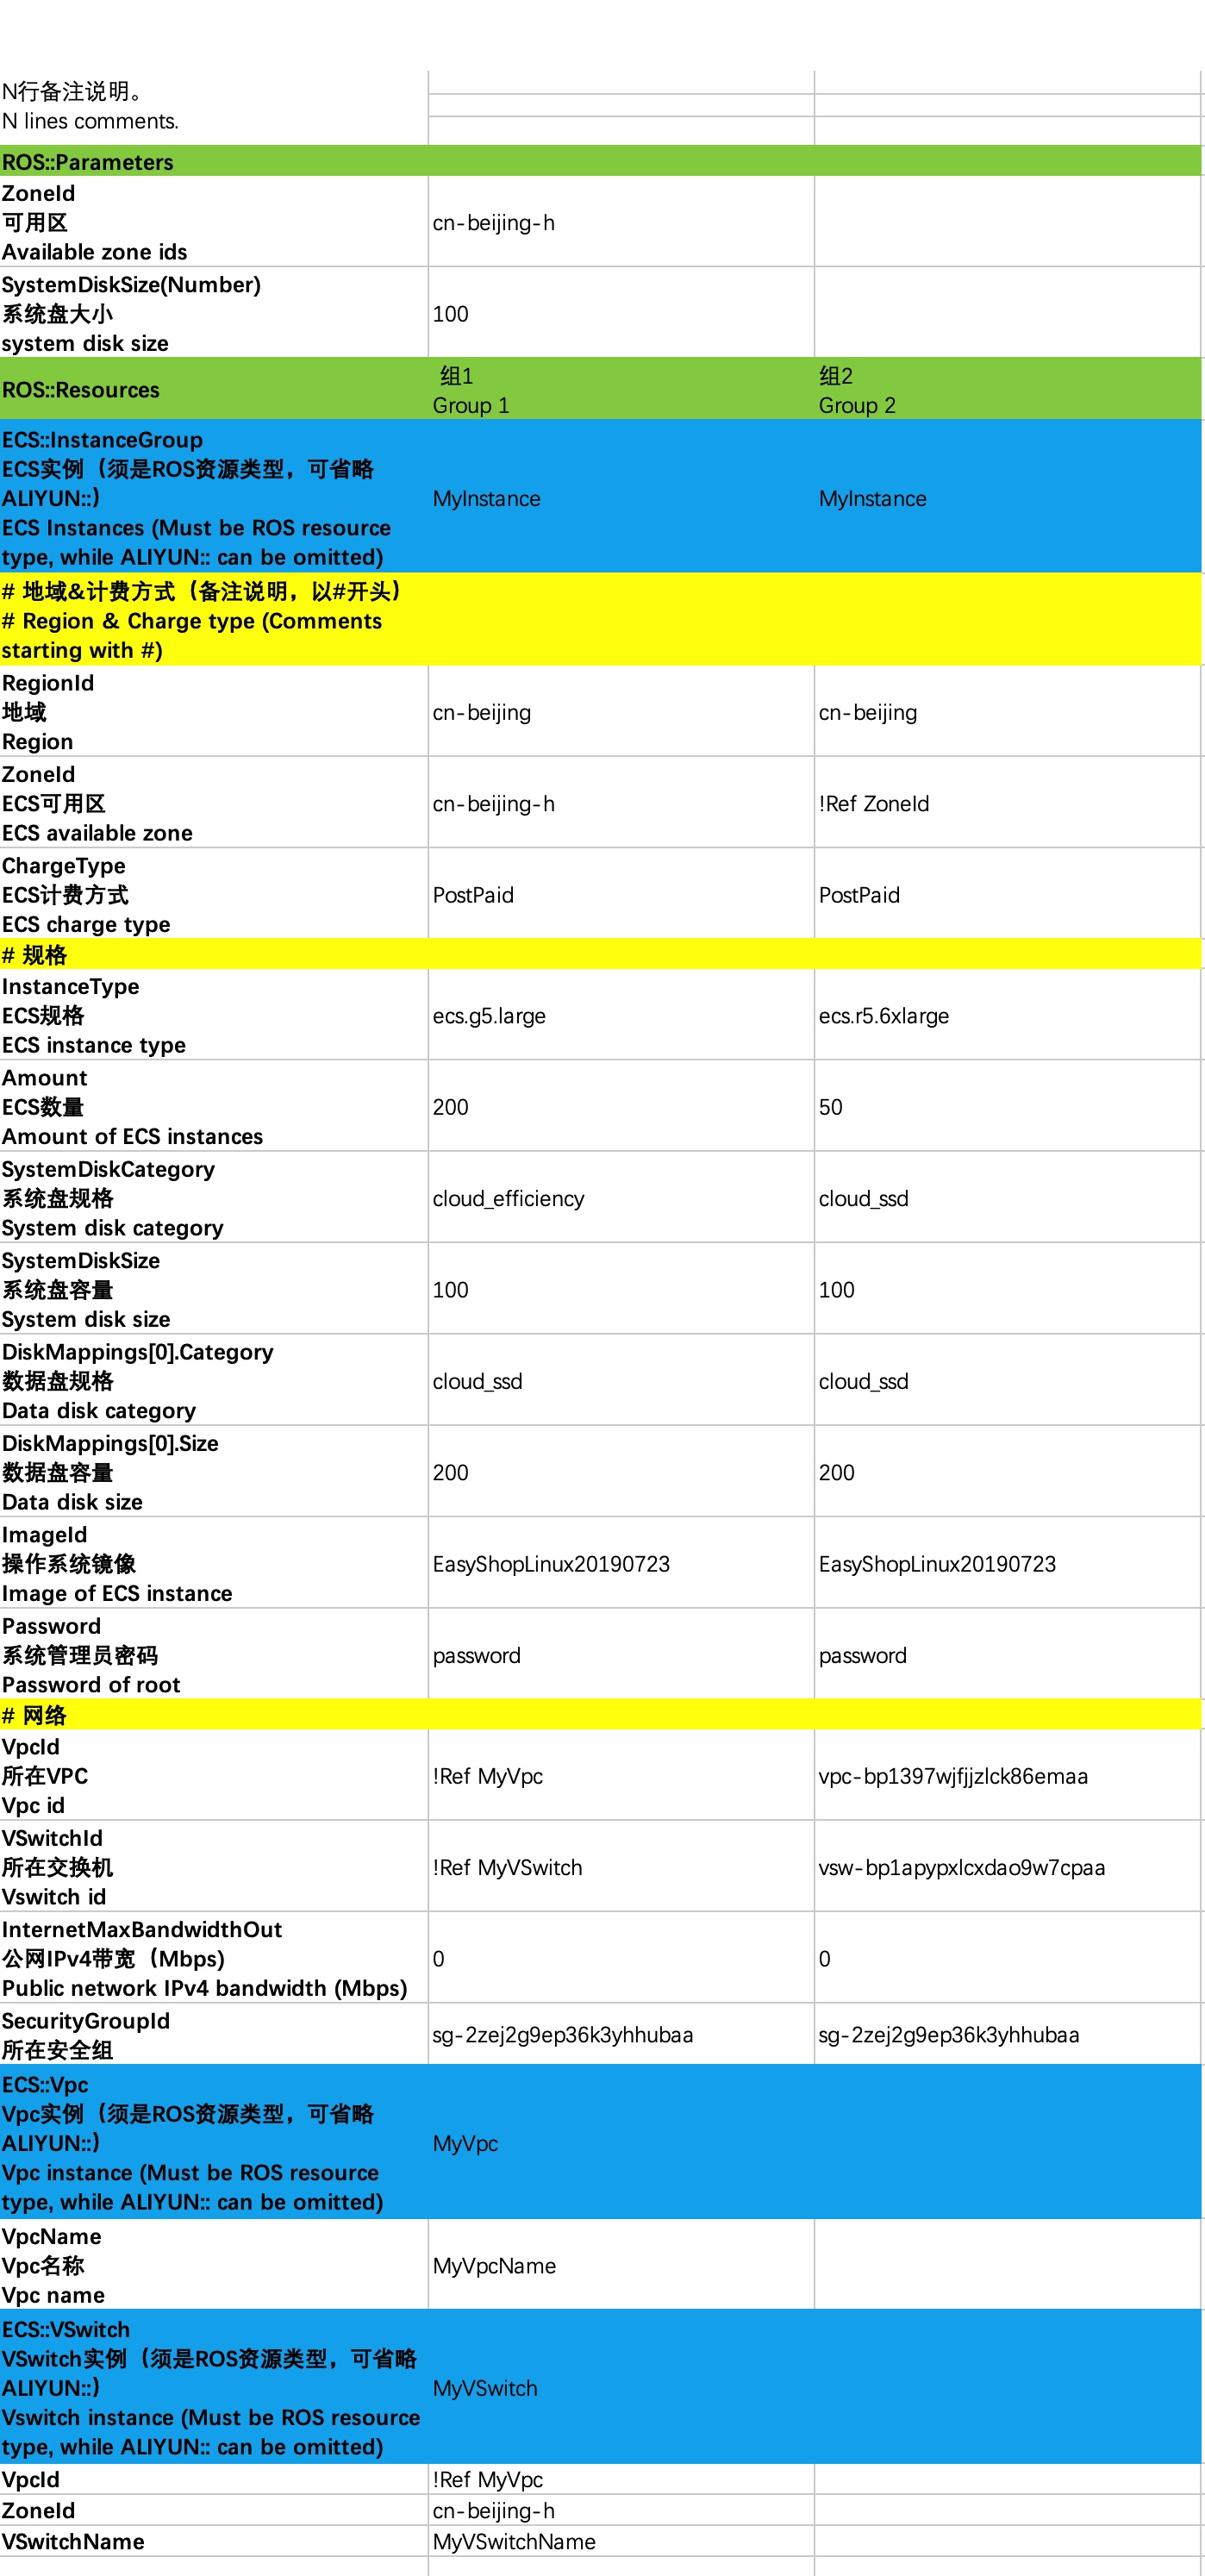 N行备注说明。
N lines comments.
ROS::Parameters
ZoneId
可用区
Available zone ids
cn-beijing-h
SystemDiskSize(Number)
系统盘大小
system disk size
100
ROS::Resources
组1
Group 1
组2
Group 2
ECS::InstanceGroup
ECS实例（须是ROS资源类型，可省略
ALIYUN::）
ECS Instances (Must be ROS resource
type, while ALIYUN:: can be omitted)
MyInstance
MyInstance
# 地域&计费方式（备注说明，以#开头）
# Region & Charge type (Comments
starting with #)
RegionId
地域
Region
cn-beijing
cn-beijing
ZoneId
ECS可用区
ECS available zone
cn-beijing-h
!Ref ZoneId
ChargeType
ECS计费方式
ECS charge type
PostPaid
PostPaid
# 规格
InstanceType
ECS规格
ECS instance type
ecs.g5.large
ecs.r5.6xlarge
Amount
ECS数量
Amount of ECS instances
200
50
SystemDiskCategory
系统盘规格
System disk category
cloud_efficiency
cloud_ssd
SystemDiskSize
系统盘容量
System disk size
100
100
DiskMappings[0].Category
数据盘规格
Data disk category
cloud_ssd
cloud_ssd
DiskMappings[0].Size
数据盘容量
Data disk size
200
200
ImageId
操作系统镜像
Image of ECS instance
EasyShopLinux20190723
EasyShopLinux20190723
Password
系统管理员密码
Password of root
password
password
# 网络
VpcId
所在VPC
Vpc id
!Ref MyVpc
vpc-bp1397wjfjjzlck86emaa
VSwitchId
所在交换机
Vswitch id
!Ref MyVSwitch
vsw-bp1apypxlcxdao9w7cpaa
InternetMaxBandwidthOut
公网IPv4带宽（Mbps)
Public network IPv4 bandwidth (Mbps)
0
0
SecurityGroupId
所在安全组
sg-2zej2g9ep36k3yhhubaa
sg-2zej2g9ep36k3yhhubaa
ECS::Vpc
Vpc实例（须是ROS资源类型，可省略
ALIYUN::）
Vpc instance (Must be ROS resource
type, while ALIYUN:: can be omitted)
MyVpc
VpcName
Vpc名称
Vpc name
MyVpcName
ECS::VSwitch
VSwitch实例（须是ROS资源类型，可省略
ALIYUN::）
Vswitch instance (Must be ROS resource
type, while ALIYUN:: can be omitted)
MyVSwitch
VpcId
!Ref MyVpc
ZoneId
cn-beijing-h
VSwitchName
MyVSwitchName